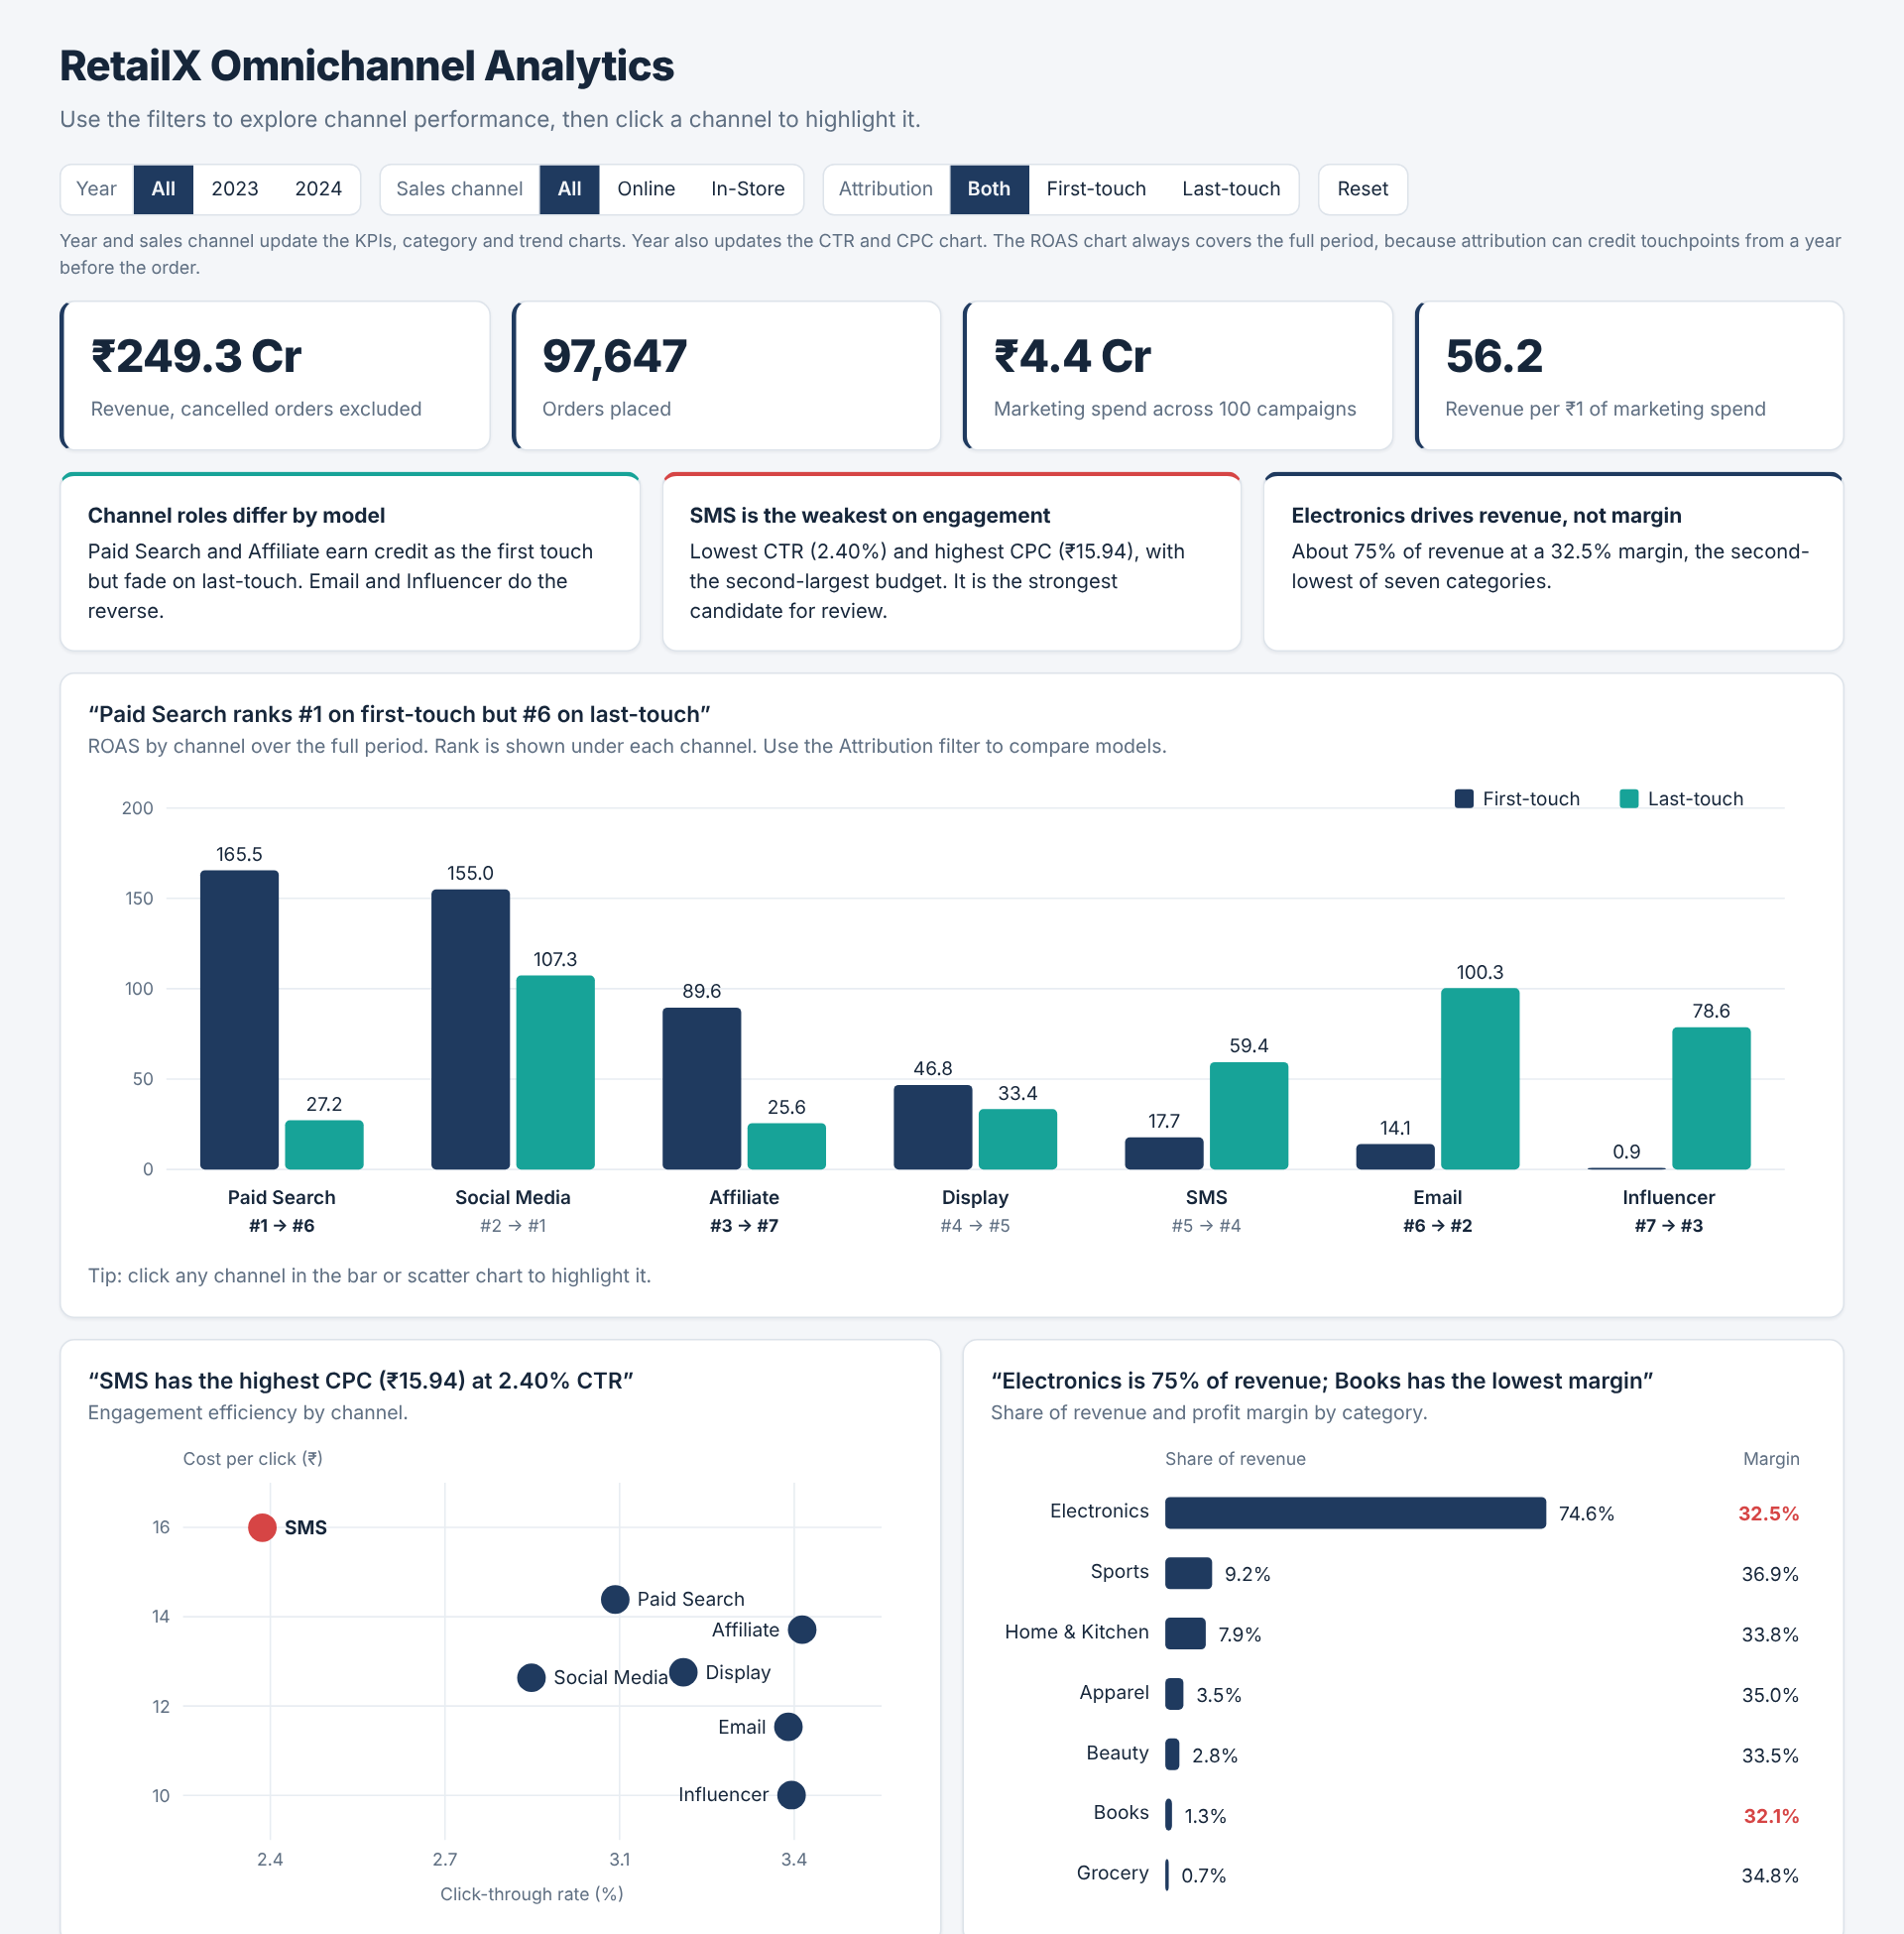 RetailX Omnichannel Analytics
Use the filters to explore channel performance, then click a channel to highlight it.
Year All 2023 2024 Sales channel All Online In-Store Attribution Both First-touch Last-touch Reset
Year and sales channel update the KPIs, category and trend charts. Year also updates the CTR and CPC chart. The ROAS chart always covers the full period, because attribution can credit touchpoints from a year
before the order.
₹249.3 Cr
Revenue, cancelled orders excluded
97,647
Orders placed
₹4.4 Cr
Marketing spend across 100 campaigns
56.2
Revenue per ₹1 of marketing spend
Channel roles differ by model
Paid Search and Affiliate earn credit as the first touch
but fade on last-touch. Email and Influencer do the
reverse.
SMS is the weakest on engagement
Lowest CTR (2.40%) and highest CPC (₹15.94), with
the second-largest budget. It is the strongest
candidate for review.
Electronics drives revenue, not margin
About 75% of revenue at a 32.5% margin, the second-
lowest of seven categories.
“Paid Search ranks #1 on first-touch but #6 on last-touch”
ROAS by channel over the full period. Rank is shown under each channel. Use the Attribution filter to compare models.
First-touch Last-touch
200
150
100
50
0
165.5 27.2
155.0 107.3
89.6 25.6
46.8 33.4
17.7 59.4
14.1 100.3
0.9 78.6
Paid Search Social Media Affiliate Display SMS Email Influencer
#1 → #6 #2 → #1 #3 → #7 #4 → #5 #5 → #4 #6 → #2 #7 → #3
Tip: click any channel in the bar or scatter chart to highlight it.
“SMS has the highest CPC (₹15.94) at 2.40% CTR”
Engagement efficiency by channel.
Cost per click (₹)
16
14
12
10
SMS
Paid Search
Affiliate
Social Media
Display
Email
Influencer
2.4 2.7 3.1 3.4
Click-through rate (%)
“Electronics is 75% of revenue; Books has the lowest margin”
Share of revenue and profit margin by category.
Share of revenue Margin
Electronics 74.6% 32.5%
Sports 9.2% 36.9%
Home & Kitchen 7.9% 33.8%
Apparel 3.5% 35.0%
Beauty 2.8% 33.5%
Books 1.3% 32.1%
Grocery 0.7% 34.8%